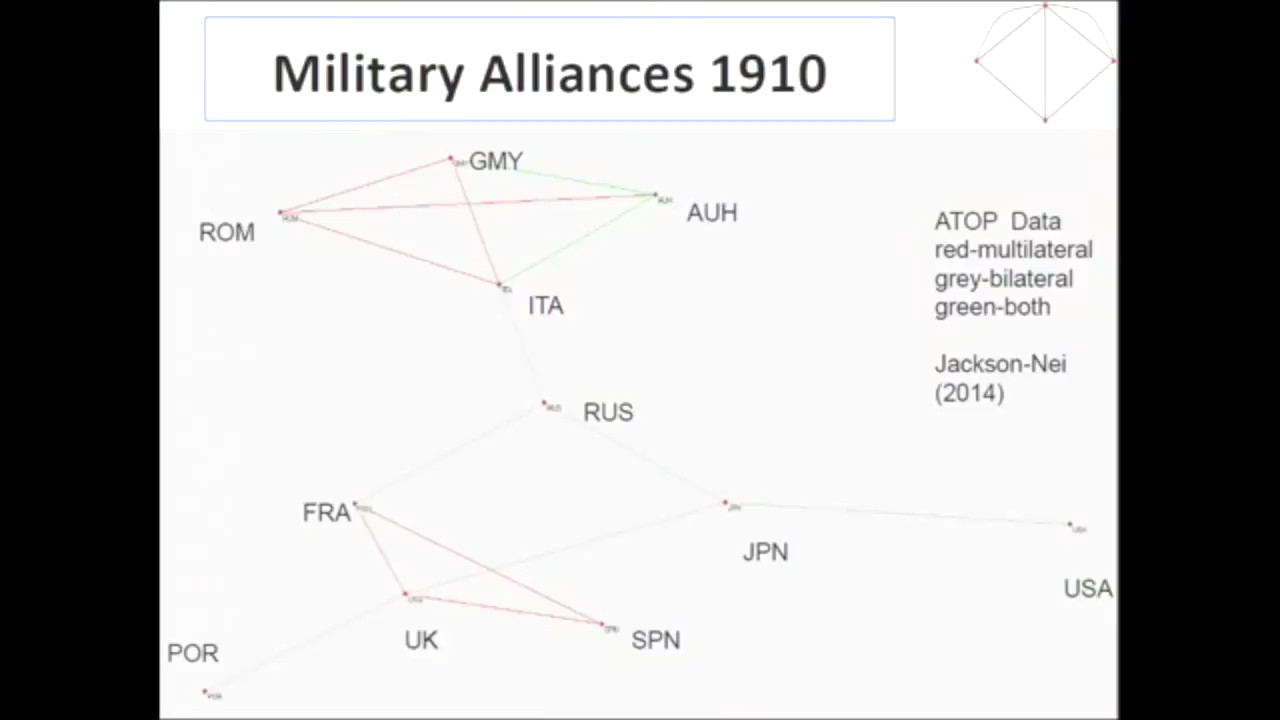 Military Alliances 1910
GMY
AUH
ROM
ITA
ATOP Data
red-multilateral
grey-bilateral
green-both
Jackson-Nei
(2014)
RUS
FRA
JPN
USA
UK
SPN
POR